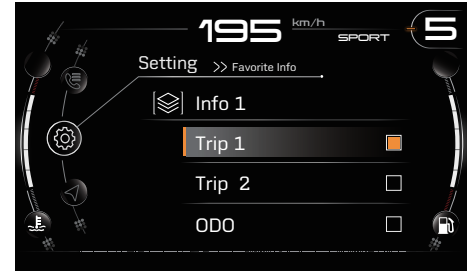 195 km/h SPORT 5
Setting >> Favorite Info
Info 1
Trip 1
Trip 2
ODO